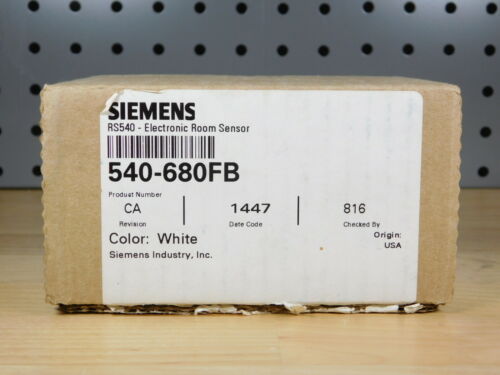 SIEMENS
RS540 - Electronic Room Sensor
540-680FB
Product Number
CA 1447 816
Revision Date Code Checked By
Color: White Origin:
USA
Siemens Industry, Inc.